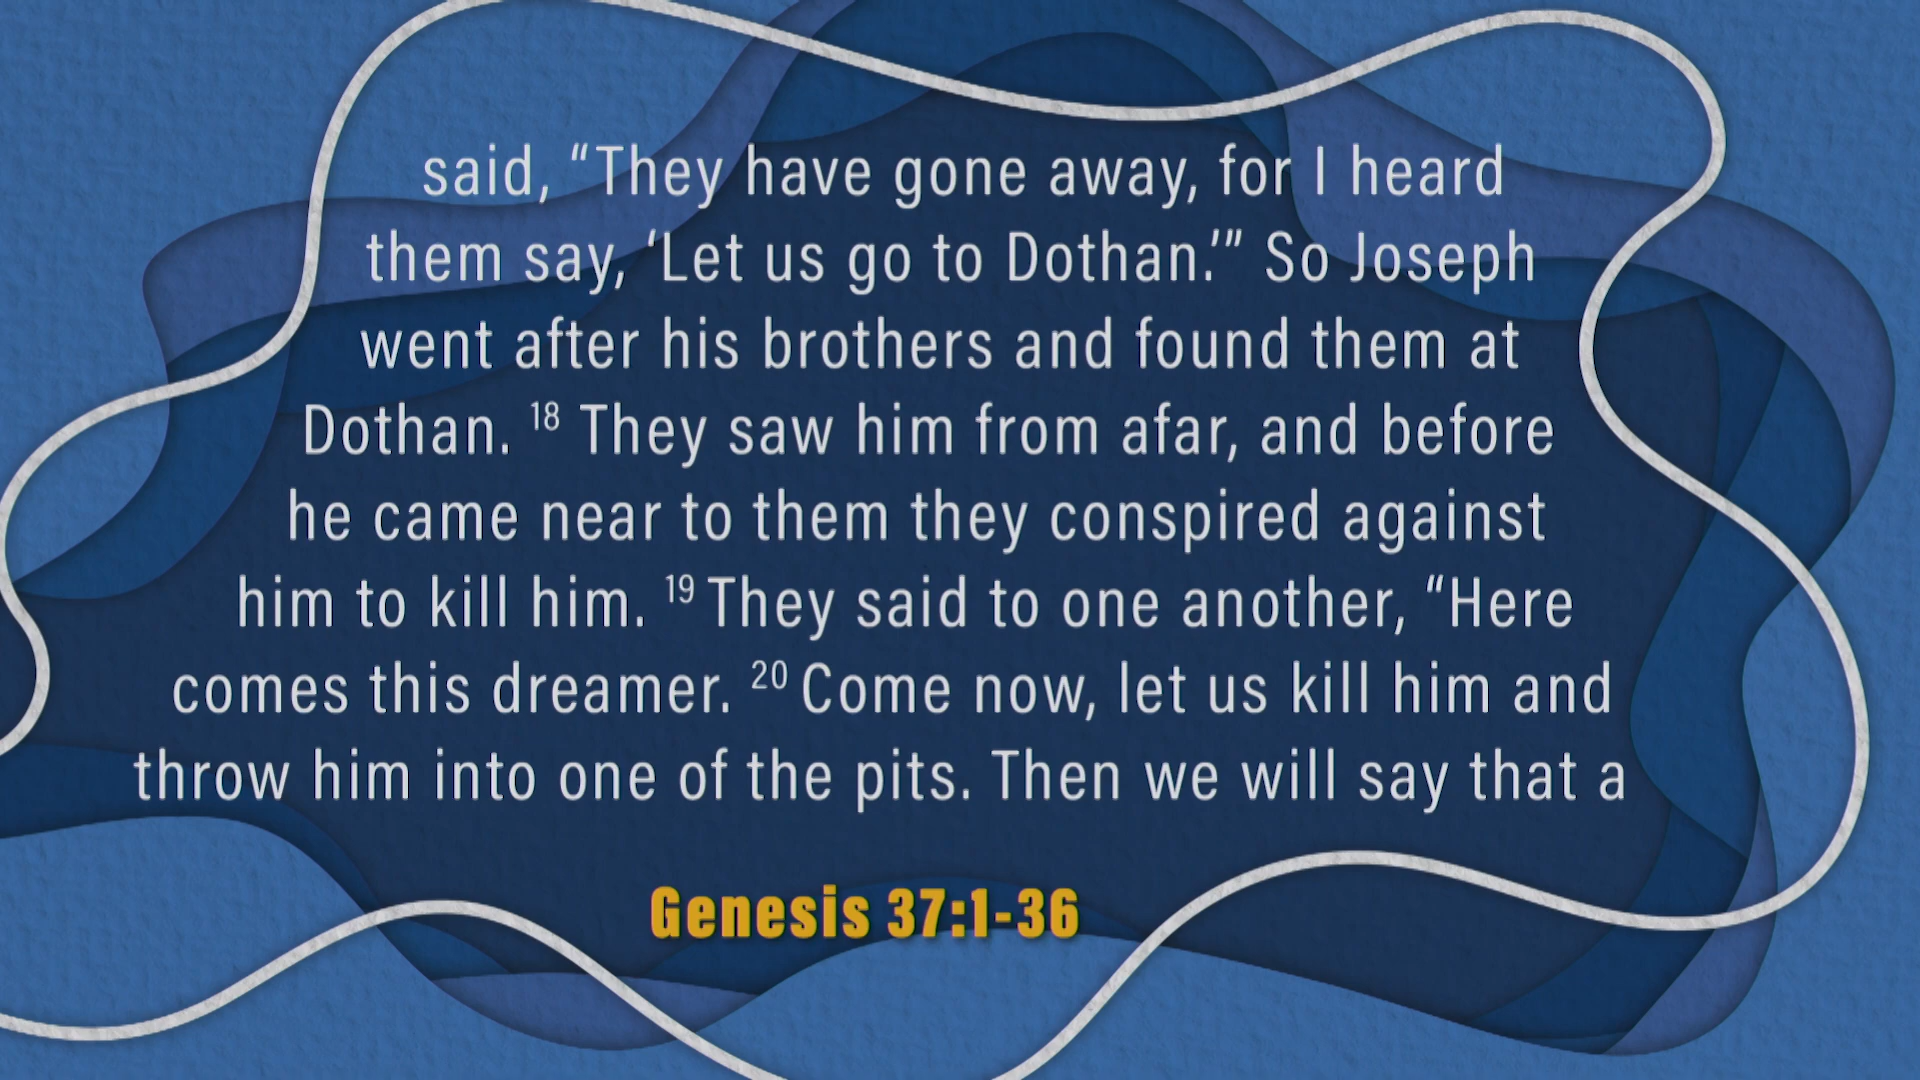 said, “They have gone away, for I heard
them say, ‘Let us go to Dothan.’” So Joseph
went after his brothers and found them at
Dothan. 18 They saw him from afar, and before
he came near to them they conspired against
him to kill him. 19 They said to one another, “Here
comes this dreamer. 20 Come now, let us kill him and
throw him into one of the pits. Then we will say that a
Genesis 37:1-36